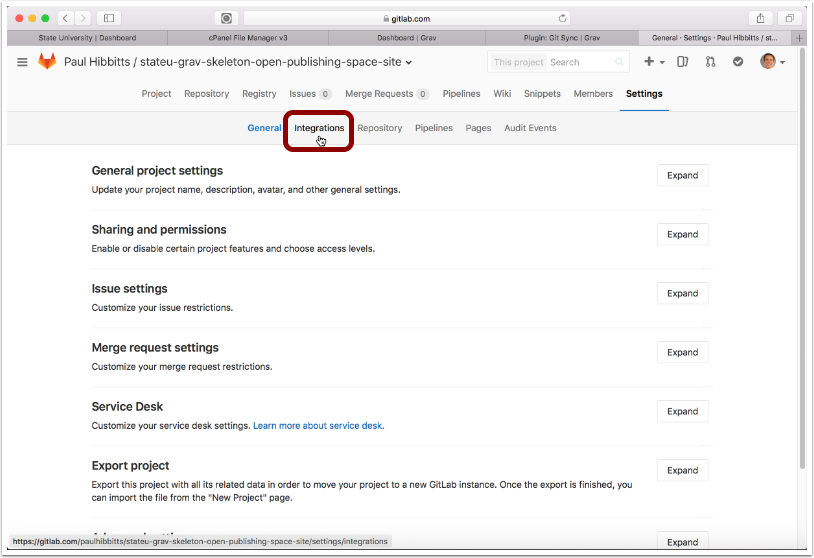 gitlab.com
State University | Dashboard
cPanel File Manager v3
Dashboard | Grav
Plugin: Git Sync | Grav
General · Settings · Paul Hibbitts / st...
Paul Hibbitts / stateu-grav-skeleton-open-publishing-space-site
This project Search
Project Repository Registry Issues 0 Merge Requests 0 Pipelines Wiki Snippets Members Settings
General Integrations Repository Pipelines Pages Audit Events
General project settings
Expand
Update your project name, description, avatar, and other general settings.
Sharing and permissions
Expand
Enable or disable certain project features and choose access levels.
Issue settings
Expand
Customize your issue restrictions.
Merge request settings
Expand
Customize your merge request restrictions.
Service Desk
Expand
Customize your service desk settings. Learn more about service desk.
Export project
Expand
Export this project with all its related data in order to move your project to a new GitLab instance. Once the export is finished, you
can import the file from the "New Project" page.
Expand
https://gitlab.com/paulhibbitts/stateu-grav-skeleton-open-publishing-space-site/settings/integrations